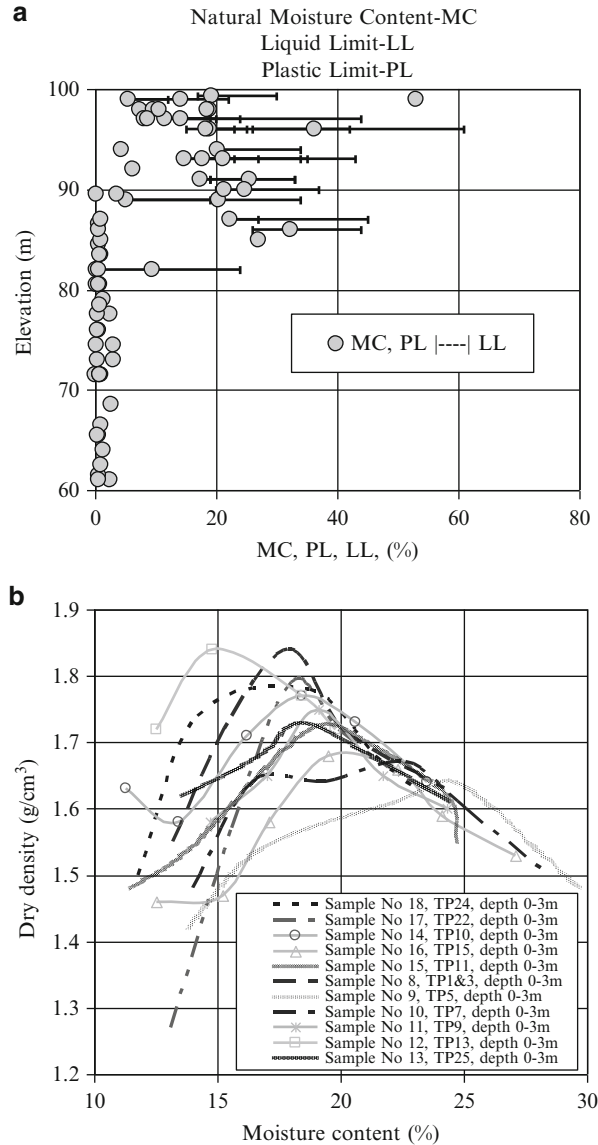 a
Natural Moisture Content-MC
Liquid Limit-LL
Plastic Limit-PL
100
90
80
70
60
Elevation (m)
MC, PL |----| LL
0 20 40 60 80
MC, PL, LL, (%)
b
1.9
1.8
1.7
1.6
1.5
1.4
1.3
1.2
Dry density (g/cm³)
Sample No 18, TP24, depth 0-3m
Sample No 17, TP22, depth 0-3m
Sample No 14, TP10, depth 0-3m
Sample No 16, TP15, depth 0-3m
Sample No 15, TP11, depth 0-3m
Sample No 8, TP1&3, depth 0-3m
Sample No 9, TP5, depth 0-3m
Sample No 10, TP7, depth 0-3m
Sample No 11, TP9, depth 0-3m
Sample No 12, TP13, depth 0-3m
Sample No 13, TP25, depth 0-3m
10 15 20 25 30
Moisture content (%)